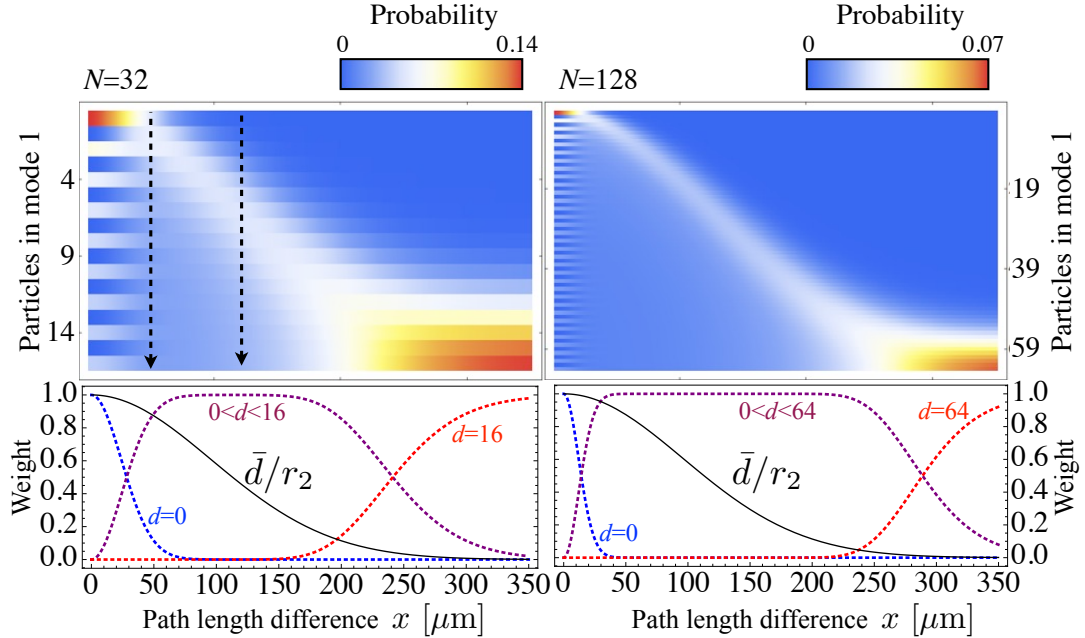 Probability
0
0.14
N=32
Particles in mode 1
4
9
14
Probability
0
0.07
N=128
19
39
59
Particles in mode 1
1.0
0.8
0.6
0.4
0.2
0.0
Weight
0<d<16
d=16
d̄/r₂
d=0
0 50 100 150 200 250 300 350
Path length difference x [μm]
0<d<64
d=64
d̄/r₂
d=0
1.0
0.8
0.6
0.4
0.2
0.0
Weight
0 50 100 150 200 250 300 350
Path length difference x [μm]